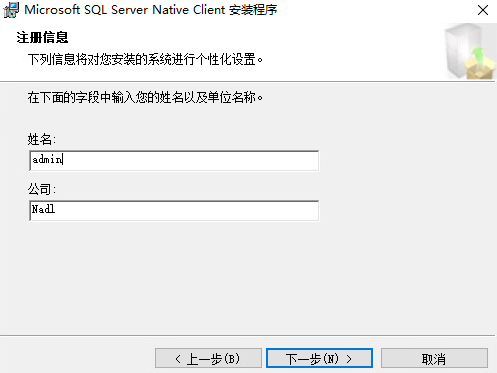 Microsoft SQL Server Native Client 安装程序
注册信息
下列信息将对您安装的系统进行个性化设置。
在下面的字段中输入您的姓名以及单位名称。
姓名:
admin
公司:
Nadl
< 上一步(B)
下一步(N) >
取消